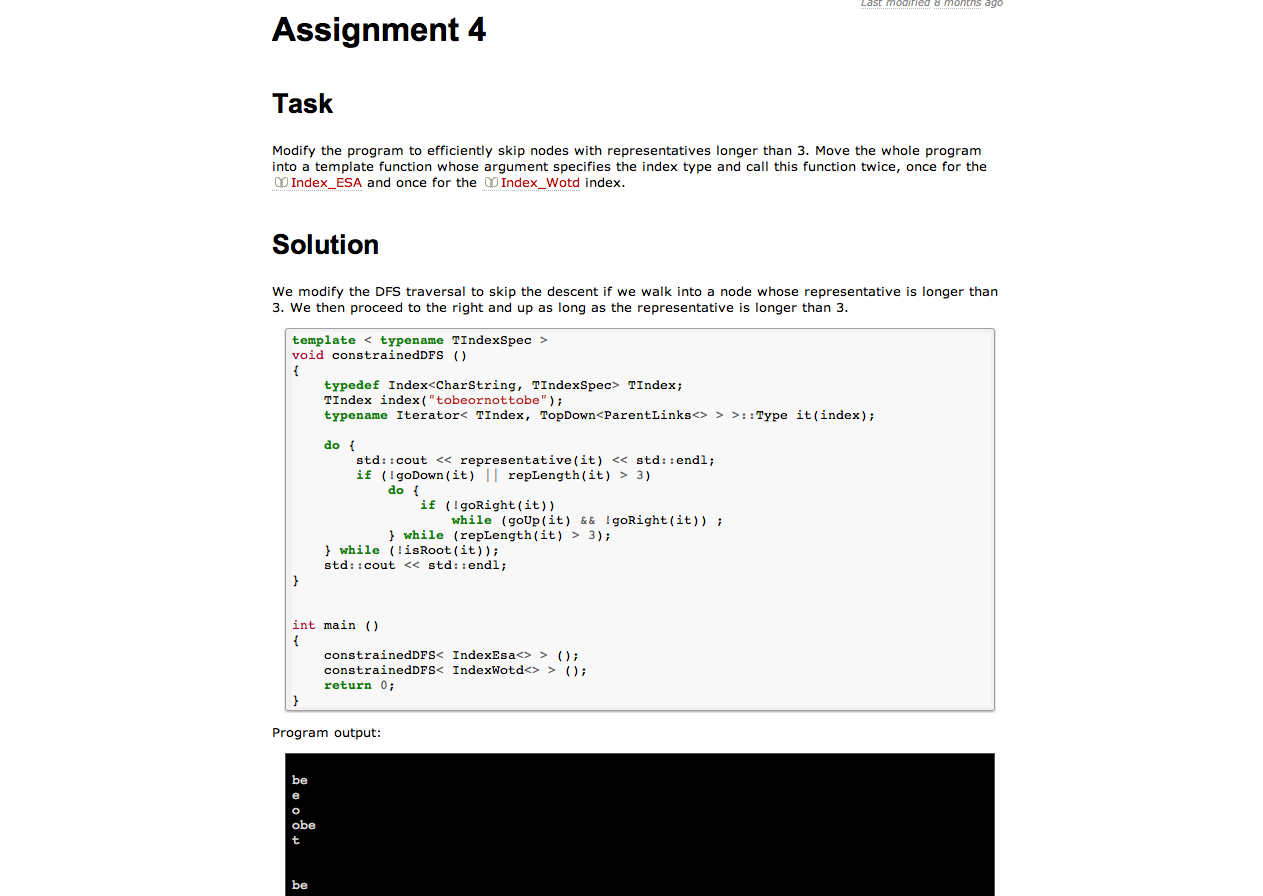 Last modified 8 months ago
Assignment 4
Task
Modify the program to efficiently skip nodes with representatives longer than 3. Move the whole program
into a template function whose argument specifies the index type and call this function twice, once for the
Index_ESA and once for the Index_Wotd index.
Solution
We modify the DFS traversal to skip the descent if we walk into a node whose representative is longer than
3. We then proceed to the right and up as long as the representative is longer than 3.
template < typename TIndexSpec >
void constrainedDFS ()
{
    typedef Index<CharString, TIndexSpec> TIndex;
    TIndex index("tobeornottobe");
    typename Iterator< TIndex, TopDown<ParentLinks<> > >::Type it(index);
    do {
        std::cout << representative(it) << std::endl;
        if (!goDown(it) || repLength(it) > 3)
            do {
                if (!goRight(it))
                    while (goUp(it) && !goRight(it)) ;
            } while (repLength(it) > 3);
    } while (!isRoot(it));
    std::cout << std::endl;
}
int main ()
{
    constrainedDFS< IndexEsa<> > ();
    constrainedDFS< IndexWotd<> > ();
    return 0;
}
Program output:
be
e
o
obe
t
be